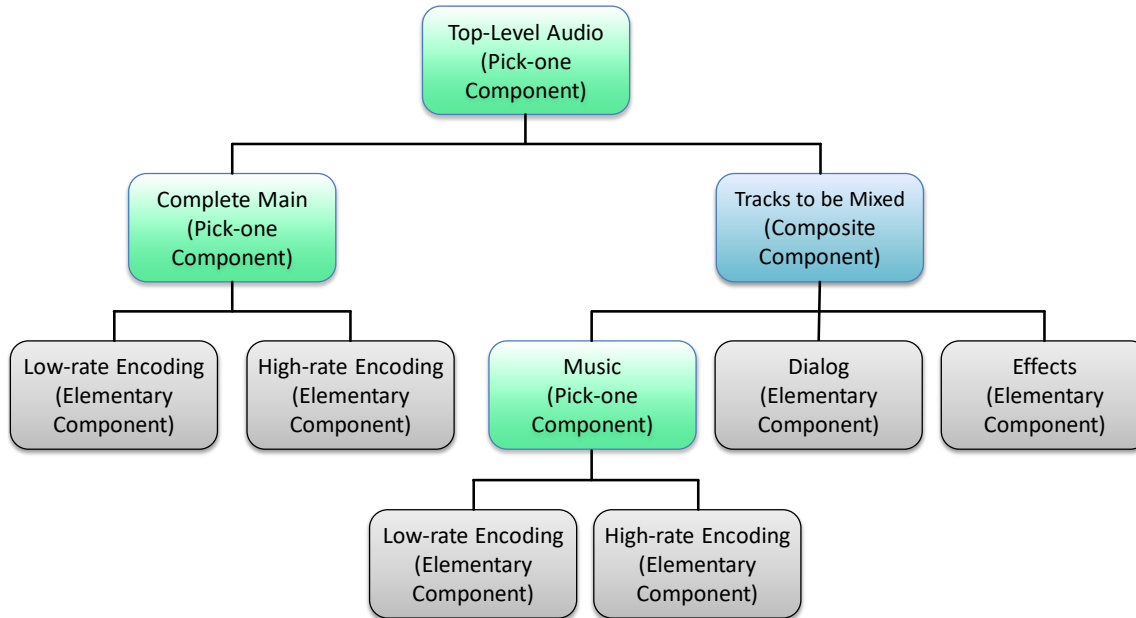 Top-Level Audio
(Pick-one
Component)
Complete Main
(Pick-one
Component)
Tracks to be Mixed
(Composite
Component)
Low-rate Encoding
(Elementary
Component)
High-rate Encoding
(Elementary
Component)
Music
(Pick-one
Component)
Dialog
(Elementary
Component)
Effects
(Elementary
Component)
Low-rate Encoding
(Elementary
Component)
High-rate Encoding
(Elementary
Component)